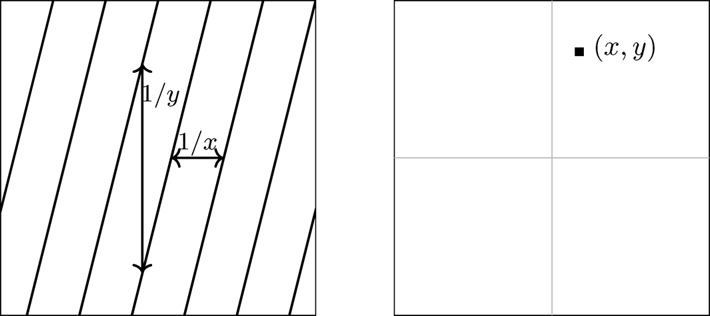 1/y
1/x
(x, y)